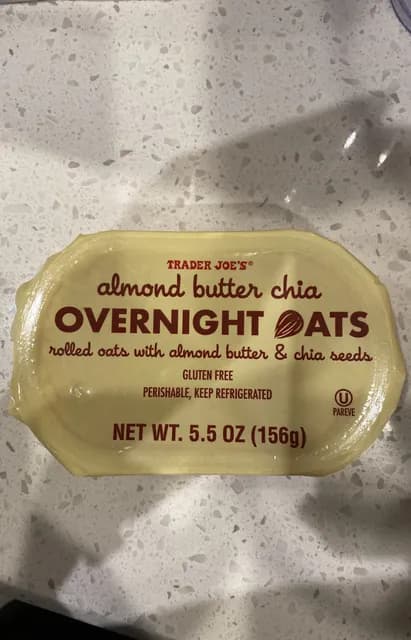 TRADER JOE'S®
almond butter chia
OVERNIGHT OATS
rolled oats with almond butter & chia seeds
GLUTEN FREE
PERISHABLE, KEEP REFRIGERATED
U
PAREVE
NET WT. 5.5 OZ (156g)